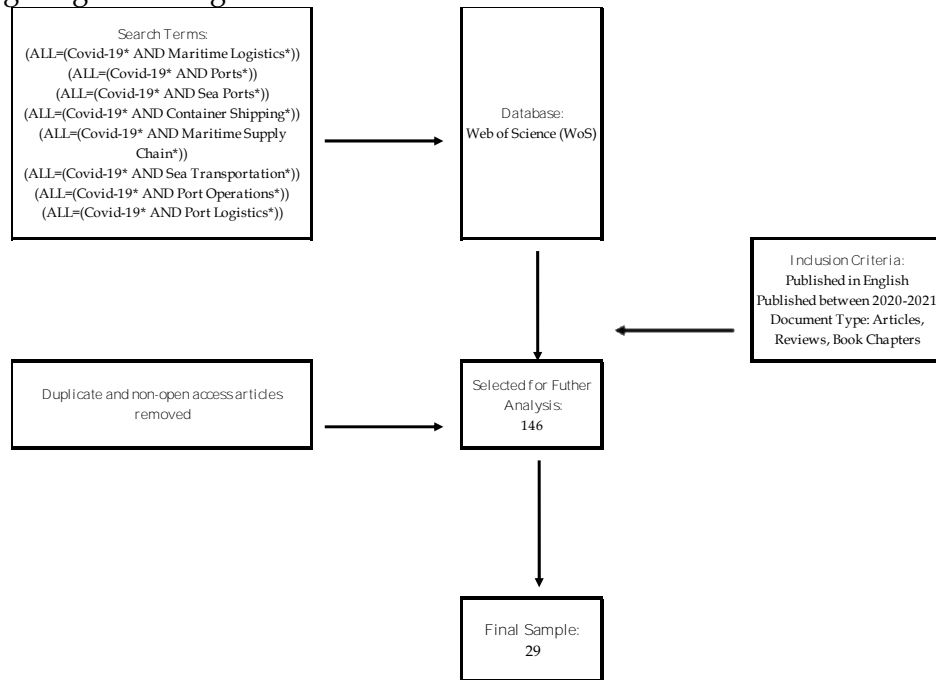 Search Terms:
(ALL=(Covid-19* AND Maritime Logistics*))
(ALL=(Covid-19* AND Ports*))
(ALL=(Covid-19* AND Sea Ports*))
(ALL=(Covid-19* AND Container Shipping*))
(ALL=(Covid-19* AND Maritime Supply
Chain*))
(ALL=(Covid-19* AND Sea Transportation*))
(ALL=(Covid-19* AND Port Operations*))
(ALL=(Covid-19* AND Port Logistics*))
Database:
Web of Science (WoS)
Inclusion Criteria:
Published in English
Published between 2020-2021
Document Type: Articles,
Reviews, Book Chapters
Duplicate and non-open access articles
removed
Selected for Futher
Analysis:
146
Final Sample:
29